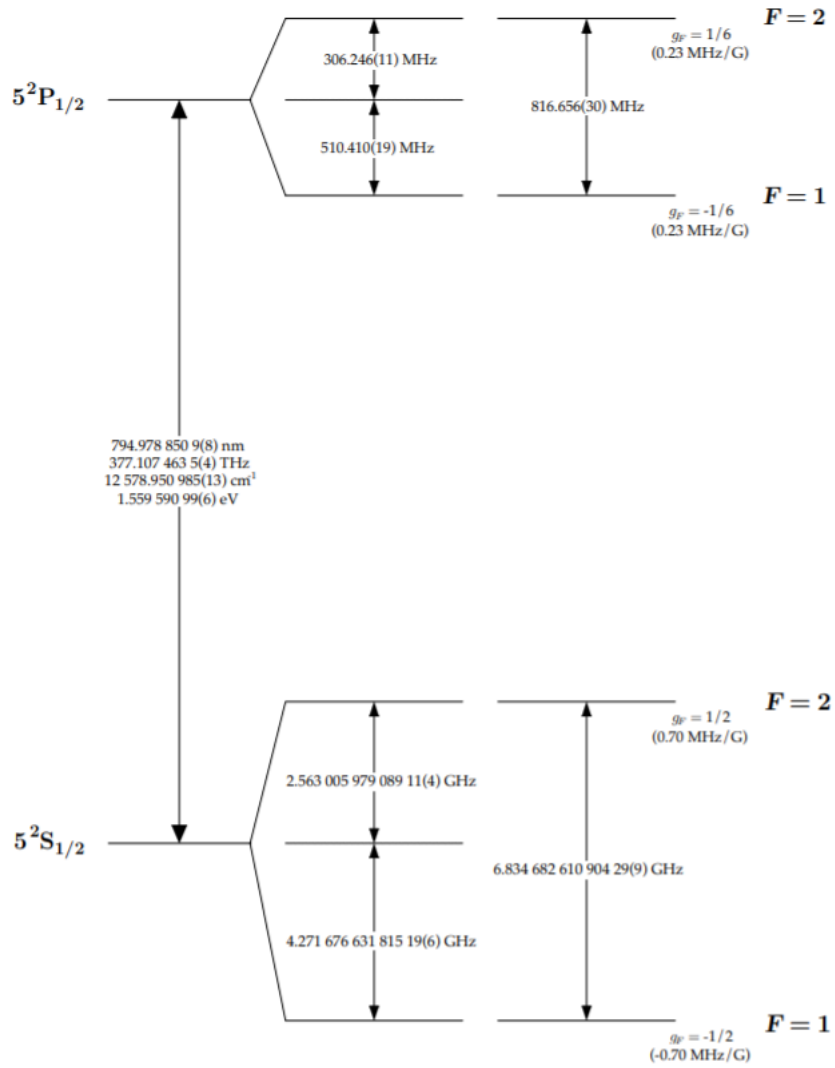 F = 2
g_F = 1/6
(0.23 MHz/G)
306.246(11) MHz
5²P₁/₂
816.656(30) MHz
510.410(19) MHz
F = 1
g_F = -1/6
(0.23 MHz/G)
794.978 850 9(8) nm
377.107 463 5(4) THz
12 578.950 985(13) cm⁻¹
1.559 590 99(6) eV
F = 2
g_F = 1/2
(0.70 MHz/G)
2.563 005 979 089 11(4) GHz
5²S₁/₂
6.834 682 610 904 29(9) GHz
4.271 676 631 815 19(6) GHz
F = 1
g_F = -1/2
(-0.70 MHz/G)